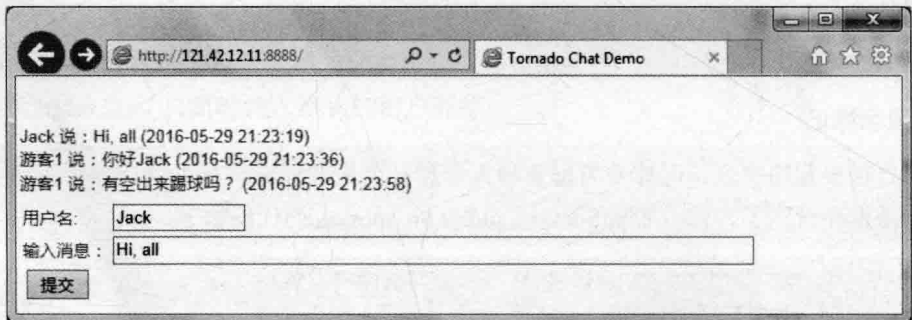 http://121.42.12.11:8888/
Tornado Chat Demo
Jack 说：Hi, all (2016-05-29 21:23:19)
游客1 说：你好Jack (2016-05-29 21:23:36)
游客1 说：有空出来踢球吗？ (2016-05-29 21:23:58)
用户名: Jack
输入消息： Hi, all
提交